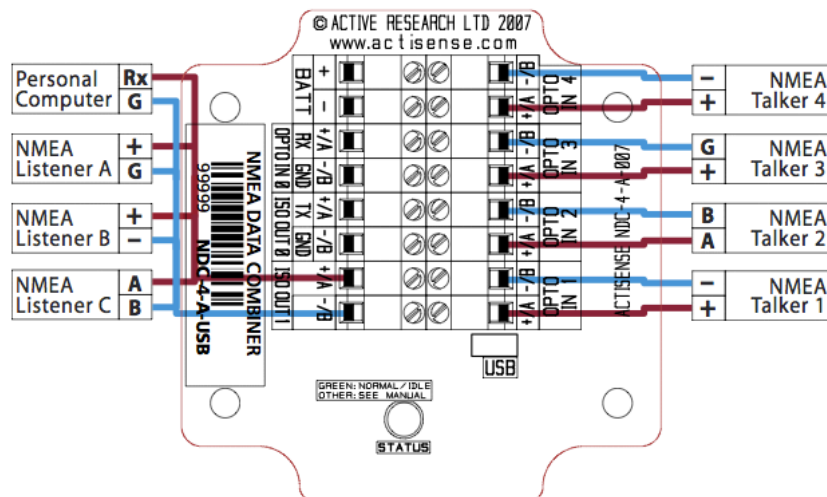 © ACTIVE RESEARCH LTD 2007
www.actisense.com
Personal Computer
Rx
G
NMEA Listener A
+
G
NMEA Listener B
+
−
NMEA Listener C
A
B
99999
NMEA DATA COMBINER
NDC-4-A-USB
BATT
+
-
OPTO IN 0
RX
+/A
GND
-/B
ISO OUT 0
TX
+/A
GND
-/B
ISO OUT 1
+/A
-/B
-/B
+/A
OPTO IN 4
-/B
+/A
OPTO IN 3
-/B
+/A
OPTO IN 2
-/B
+/A
OPTO IN 1
ACTISENSE NDC-4-A-007
−
+
NMEA Talker 4
G
+
NMEA Talker 3
B
A
NMEA Talker 2
−
+
NMEA Talker 1
USB
GREEN: NORMAL/IDLE
OTHER: SEE MANUAL
STATUS